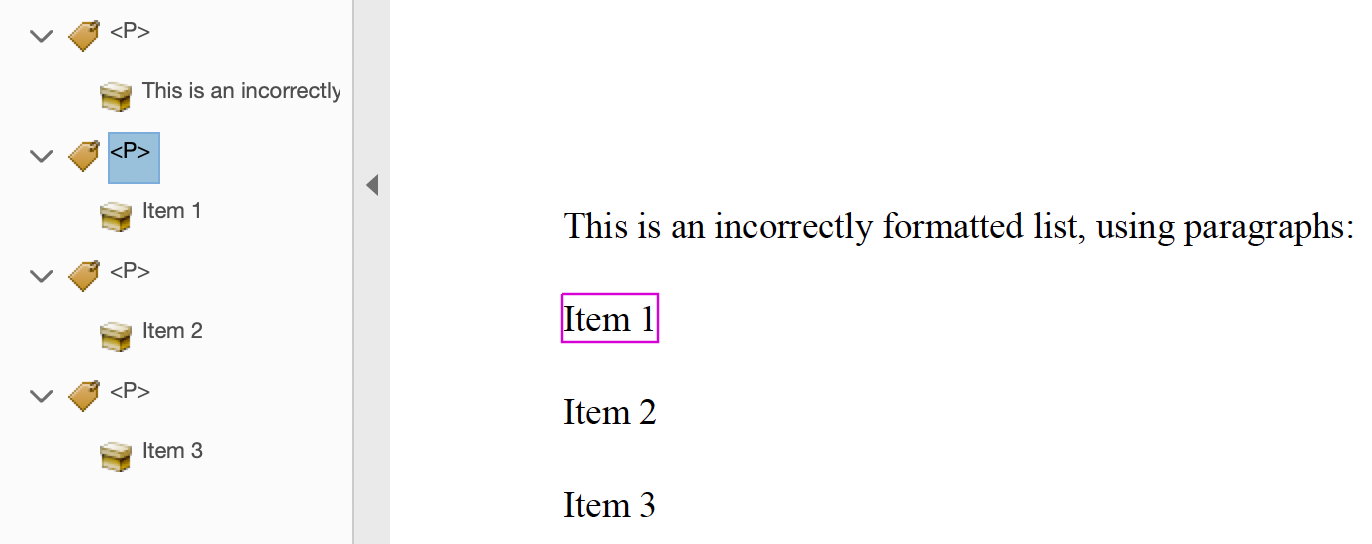 <P>
This is an incorrectly
<P>
Item 1
<P>
Item 2
<P>
Item 3
This is an incorrectly formatted list, using paragraphs:
Item 1
Item 2
Item 3